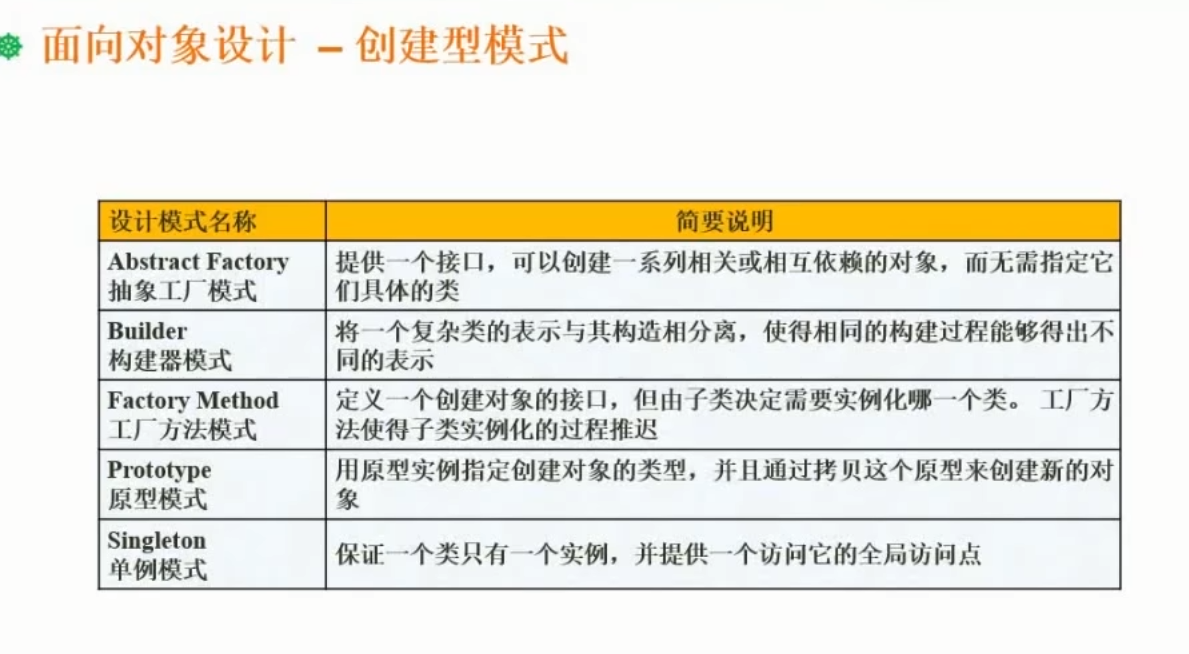 面向对象设计 – 创建型模式
设计模式名称
简要说明
Abstract Factory
抽象工厂模式
提供一个接口，可以创建一系列相关或相互依赖的对象，而无需指定它
们具体的类
Builder
构建器模式
将一个复杂类的表示与其构造相分离，使得相同的构建过程能够得出不
同的表示
Factory Method
工厂方法模式
定义一个创建对象的接口，但由子类决定需要实例化哪一个类。 工厂方
法使得子类实例化的过程推迟
Prototype
原型模式
用原型实例指定创建对象的类型，并且通过拷贝这个原型来创建新的对
象
Singleton
单例模式
保证一个类只有一个实例，并提供一个访问它的全局访问点